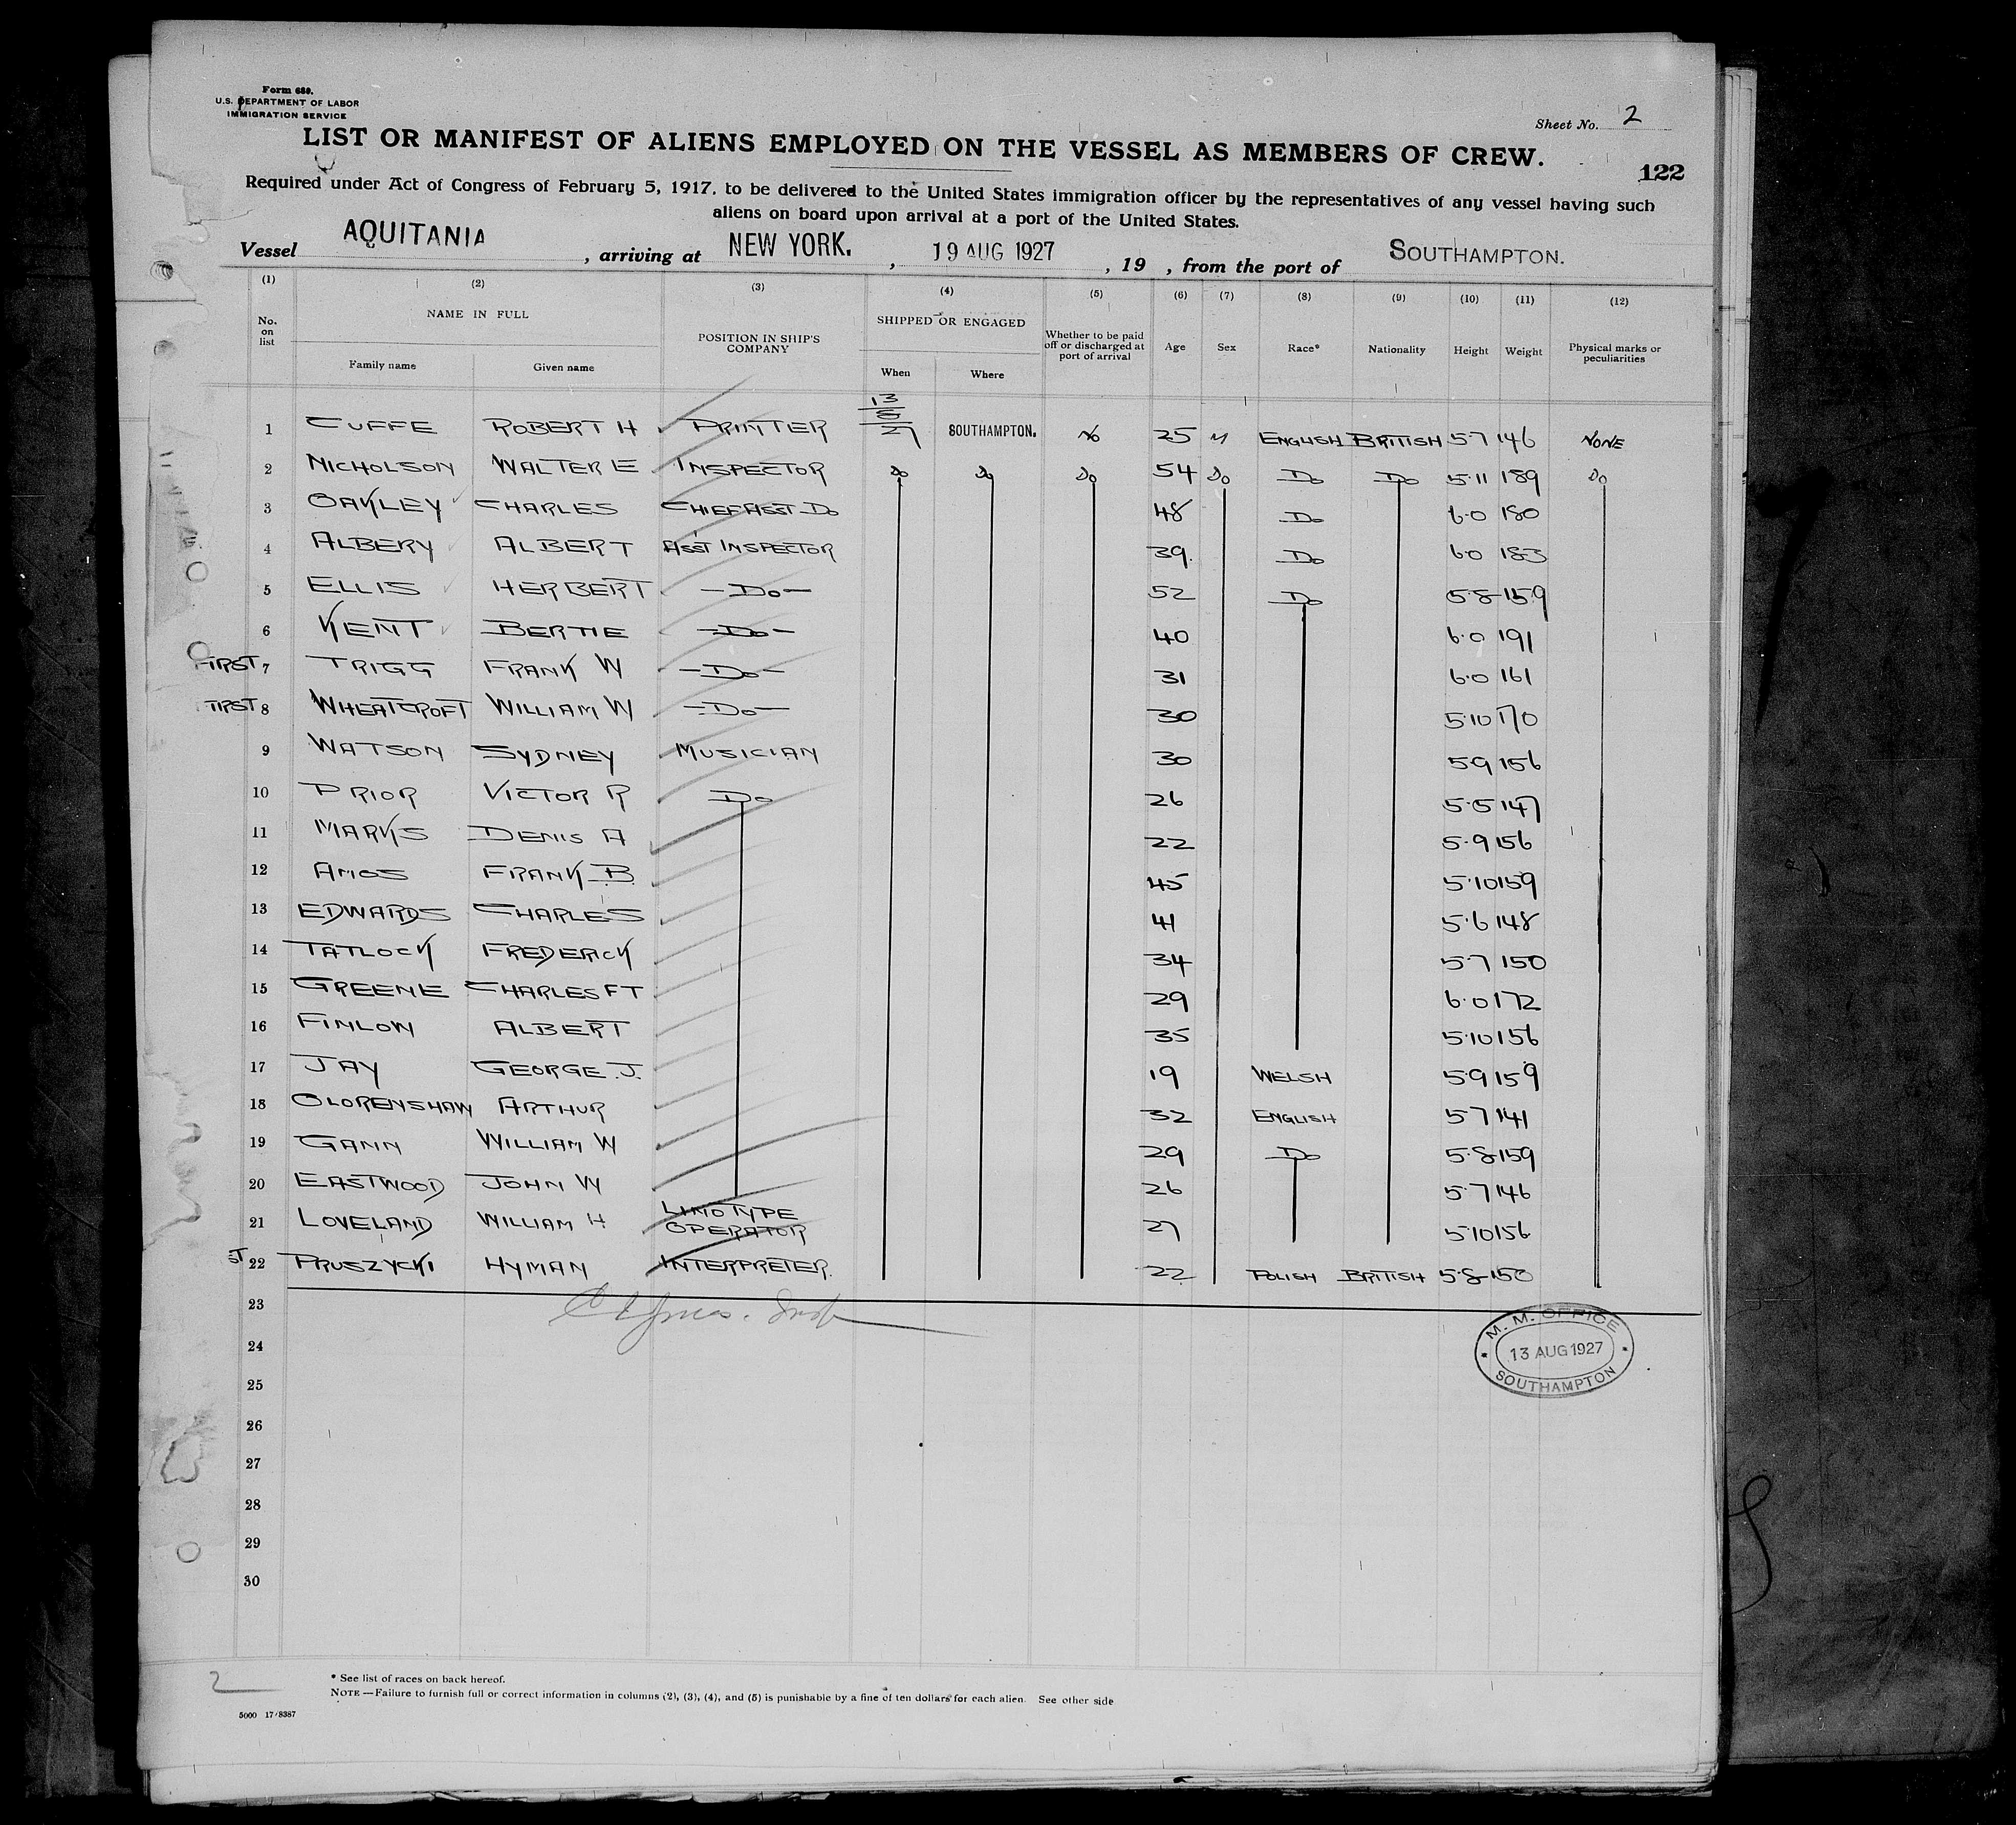 Form 680.
U.S. DEPARTMENT OF LABOR
IMMIGRATION SERVICE
Sheet No. 2
LIST OR MANIFEST OF ALIENS EMPLOYED ON THE VESSEL AS MEMBERS OF CREW.
122
Required under Act of Congress of February 5, 1917, to be delivered to the United States immigration officer by the representatives of any vessel having such
aliens on board upon arrival at a port of the United States.
Vessel AQUITANIA , arriving at NEW YORK. , 19 AUG 1927 , 19 , from the port of SOUTHAMPTON.
(1) (2) (3) (4) (5) (6) (7) (8) (9) (10) (11) (12)
No. on list NAME IN FULL Family name Given name POSITION IN SHIP'S COMPANY SHIPPED OR ENGAGED When Where Whether to be paid off or discharged at port of arrival Age Sex Race* Nationality Height Weight Physical marks or peculiarities
1 CUFFE ROBERT H PRINTER 13/8/27 SOUTHAMPTON. No 25 M ENGLISH BRITISH 5·7 146 NONE
2 NICHOLSON WALTER E INSPECTOR Do Do Do 54 Do Do Do 5·11 189 Do
3 OAKLEY CHARLES CHIEF ASST Do 48 Do 6·0 180
4 ALBERY ALBERT ASST INSPECTOR 39 Do 6·0 183
5 ELLIS HERBERT -Do- 52 Do 5·8 159
6 KENT BERTIE -Do- 40 6·0 191
FIRST 7 TRIGG FRANK W -Do- 31 6·0 161
FIRST 8 WHEATCROFT WILLIAM W -Do- 30 5·10 170
9 WATSON SYDNEY MUSICIAN 30 5·9 156
10 PRIOR VICTOR R Do 26 5·5 147
11 MARKS DENIS A 22 5·9 156
12 AMOS FRANK B. 45 5·10 159
13 EDWARDS CHARLES 41 5·6 148
14 TATLOCK FREDERICK 34 5·7 150
15 GREENE CHARLES F T 29 6·0 172
16 FINLOW ALBERT 35 5·10 156
17 JAY GEORGE J. 19 WELSH 5·9 159
18 OLORENSHAW ARTHUR 32 ENGLISH 5·7 141
19 GANN WILLIAM W 29 Do 5·8 159
20 EASTWOOD JOHN W 26 5·7 146
21 LOVELAND WILLIAM H LINOTYPE OPERATOR 27 5·10 156
22 PRUSZYCKI HYMAN INTERPRETER. 22 POLISH BRITISH 5·8 150
23
24
25
26
27
28
29
30
M. M. OFFICE
13 AUG 1927
SOUTHAMPTON
* See list of races on back hereof.
NOTE.—Failure to furnish full or correct information in columns (2), (3), (4), and (5) is punishable by a fine of ten dollars for each alien. See other side
2
5000 17/8387